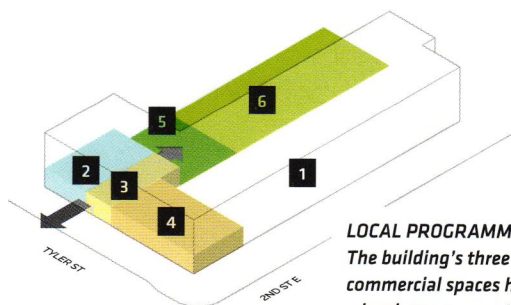 6
5
2
3
1
4
LOCAL PROGRAMM
The building's three
commercial spaces h
TYLER ST
2ND ST E